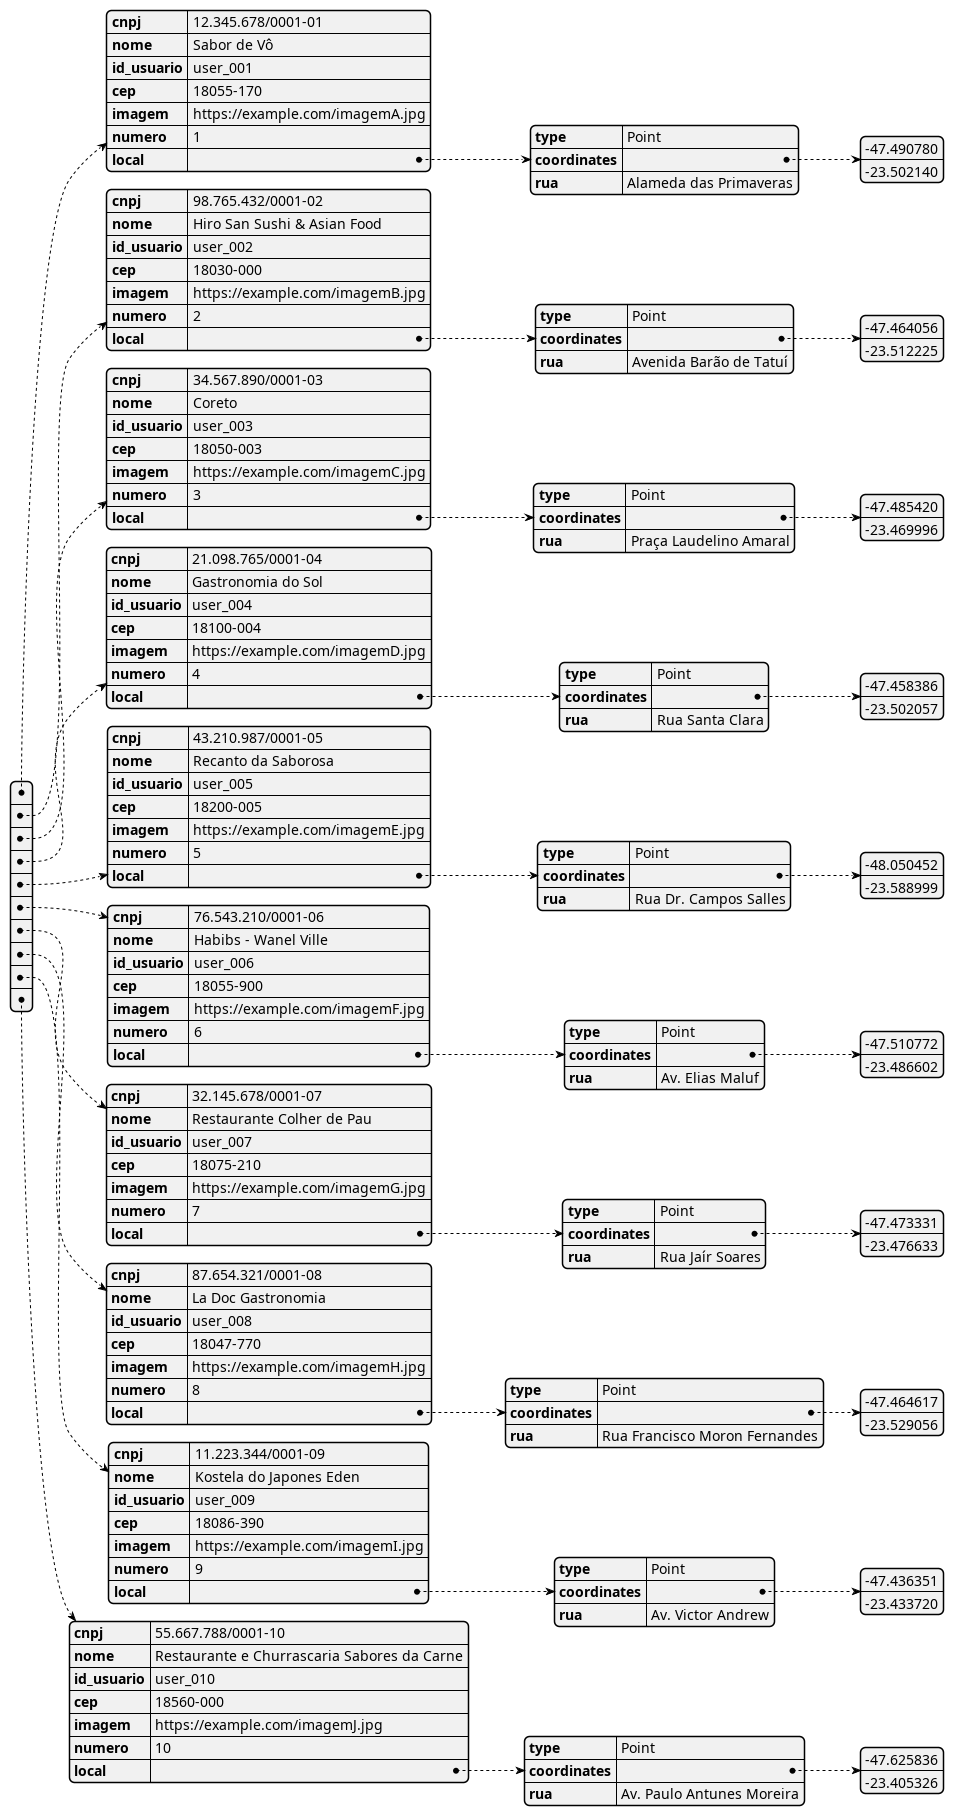 cnpj 12.345.678/0001-01
nome Sabor de Vô
id_usuario user_001
cep 18055-170
imagem https://example.com/imagemA.jpg
numero 1
local
type Point
coordinates
rua Alameda das Primaveras
-47.490780
-23.502140
cnpj 98.765.432/0001-02
nome Hiro San Sushi & Asian Food
id_usuario user_002
cep 18030-000
imagem https://example.com/imagemB.jpg
numero 2
local
type Point
coordinates
rua Avenida Barão de Tatuí
-47.464056
-23.512225
cnpj 34.567.890/0001-03
nome Coreto
id_usuario user_003
cep 18050-003
imagem https://example.com/imagemC.jpg
numero 3
local
type Point
coordinates
rua Praça Laudelino Amaral
-47.485420
-23.469996
cnpj 21.098.765/0001-04
nome Gastronomia do Sol
id_usuario user_004
cep 18100-004
imagem https://example.com/imagemD.jpg
numero 4
local
type Point
coordinates
rua Rua Santa Clara
-47.458386
-23.502057
cnpj 43.210.987/0001-05
nome Recanto da Saborosa
id_usuario user_005
cep 18200-005
imagem https://example.com/imagemE.jpg
numero 5
local
type Point
coordinates
rua Rua Dr. Campos Salles
-48.050452
-23.588999
cnpj 76.543.210/0001-06
nome Habibs - Wanel Ville
id_usuario user_006
cep 18055-900
imagem https://example.com/imagemF.jpg
numero 6
local
type Point
coordinates
rua Av. Elias Maluf
-47.510772
-23.486602
cnpj 32.145.678/0001-07
nome Restaurante Colher de Pau
id_usuario user_007
cep 18075-210
imagem https://example.com/imagemG.jpg
numero 7
local
type Point
coordinates
rua Rua Jaír Soares
-47.473331
-23.476633
cnpj 87.654.321/0001-08
nome La Doc Gastronomia
id_usuario user_008
cep 18047-770
imagem https://example.com/imagemH.jpg
numero 8
local
type Point
coordinates
rua Rua Francisco Moron Fernandes
-47.464617
-23.529056
cnpj 11.223.344/0001-09
nome Kostela do Japones Eden
id_usuario user_009
cep 18086-390
imagem https://example.com/imagemI.jpg
numero 9
local
type Point
coordinates
rua Av. Victor Andrew
-47.436351
-23.433720
cnpj 55.667.788/0001-10
nome Restaurante e Churrascaria Sabores da Carne
id_usuario user_010
cep 18560-000
imagem https://example.com/imagemJ.jpg
numero 10
local
type Point
coordinates
rua Av. Paulo Antunes Moreira
-47.625836
-23.405326